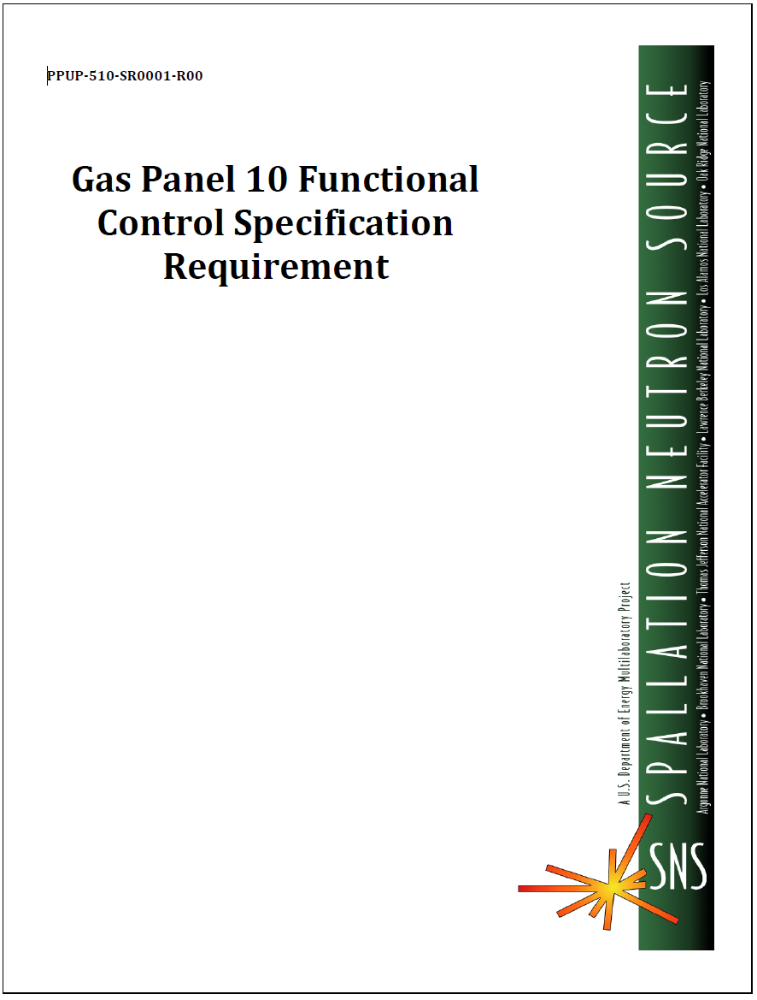 PPUP-510-SR0001-R00
Gas Panel 10 Functional
Control Specification
Requirement
A U.S. Department of Energy Multilaboratory Project
SPALLATION NEUTRON SOURCE
Argonne National Laboratory • Brookhaven National Laboratory • Thomas Jefferson National Accelerator Facility • Lawrence Berkeley National Laboratory • Los Alamos National Laboratory • Oak Ridge National Laboratory
SNS